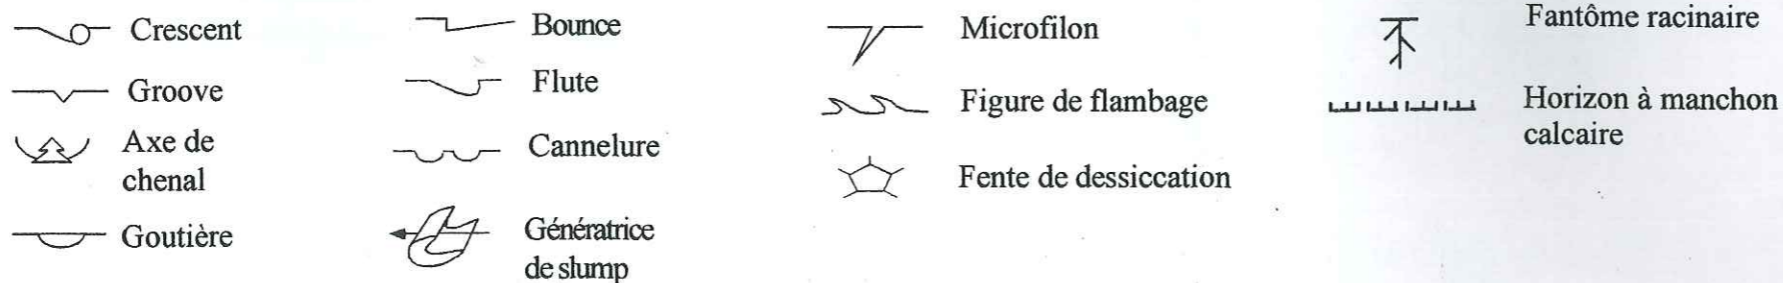 Crescent
Groove
Axe de
chenal
Goutière
Bounce
Flute
Cannelure
Génératrice
de slump
Microfilon
Figure de flambage
Fente de dessiccation
Fantôme racinaire
Horizon à manchon
calcaire